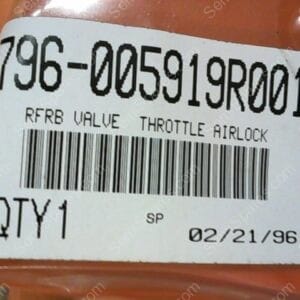 796-005919R001
RFRB VALVE THROTTLE AIRLOCK
QTY1 SP 02/21/96